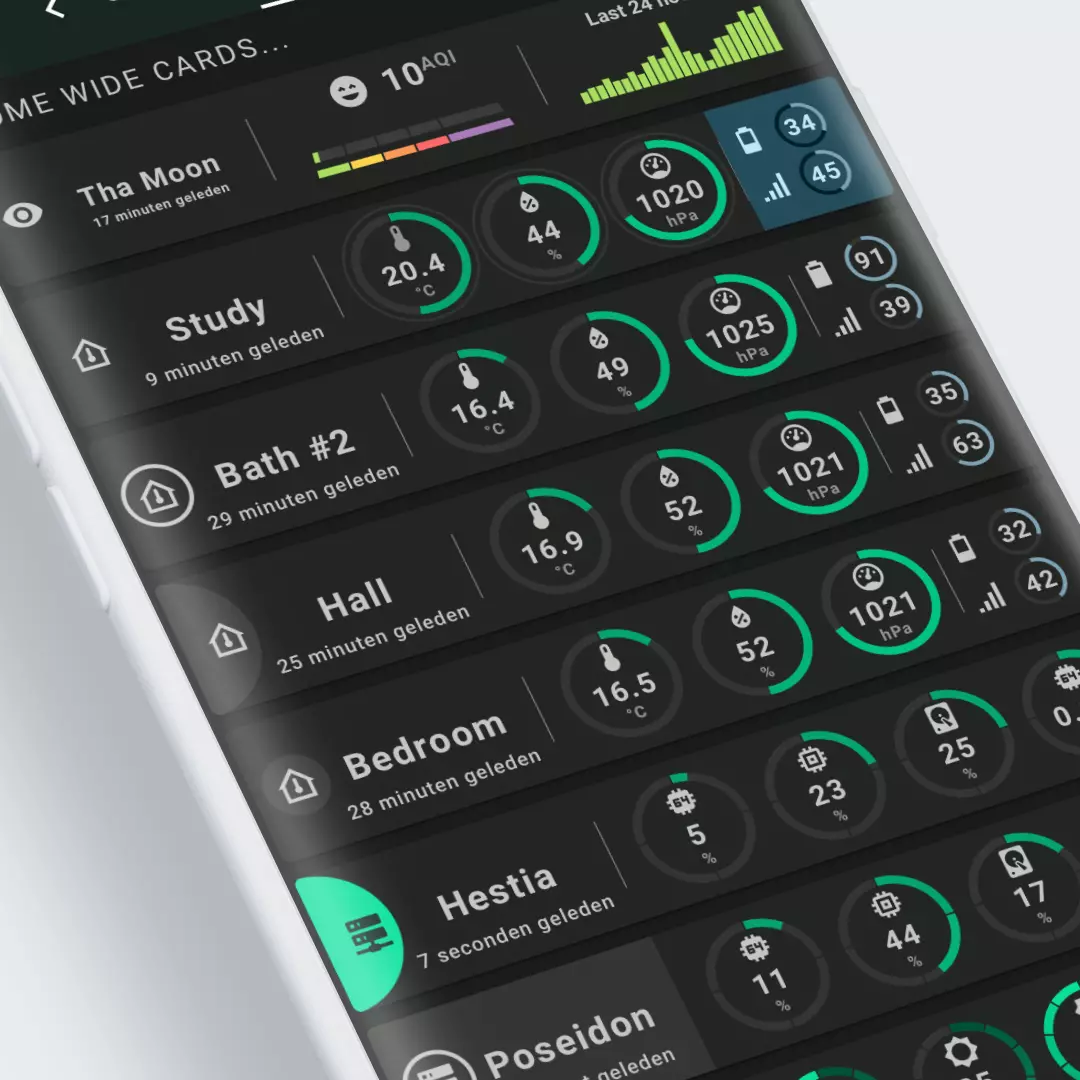 OME WIDE CARDS...
Tha Moon
17 minuten geleden
10 AQI
Last 24
Study
9 minuten geleden
20.4 °C
44 %
1020 hPa
34
45
Bath #2
29 minuten geleden
16.4 °C
49 %
1025 hPa
91
39
Hall
25 minuten geleden
16.9 °C
52 %
1021 hPa
35
63
Bedroom
28 minuten geleden
16.5 °C
52 %
1021 hPa
32
42
Hestia
7 seconden geleden
64
5 %
23 %
25 %
64
0.
Poseidon
geleden
64
11 %
44 %
17 %